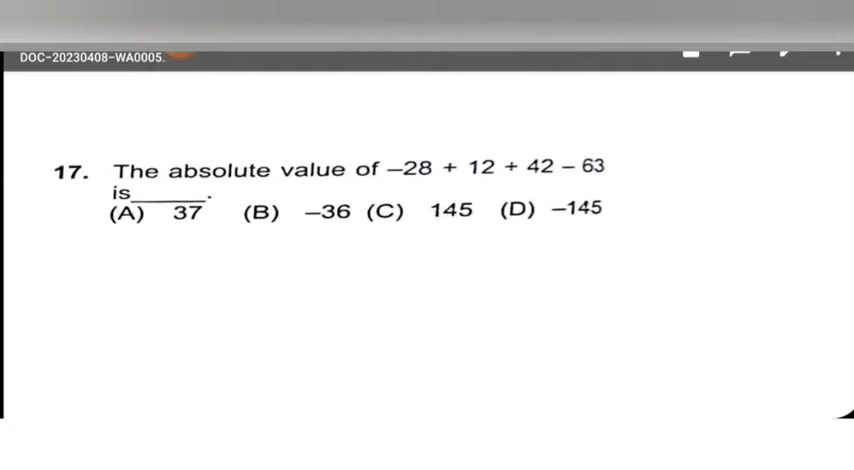 DOC-20230408-WA0005.
17. The absolute value of –28 + 12 + 42 – 63
is______.
(A) 37 (B) –36 (C) 145 (D) –145